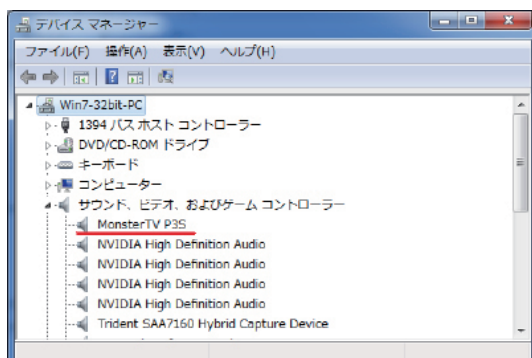 デバイス マネージャー
ファイル(F) 操作(A) 表示(V) ヘルプ(H)
Win7-32bit-PC
1394 バス ホスト コントローラー
DVD/CD-ROM ドライブ
キーボード
コンピューター
サウンド、ビデオ、およびゲーム コントローラー
MonsterTV P3S
NVIDIA High Definition Audio
NVIDIA High Definition Audio
NVIDIA High Definition Audio
NVIDIA High Definition Audio
Trident SAA7160 Hybrid Capture Device